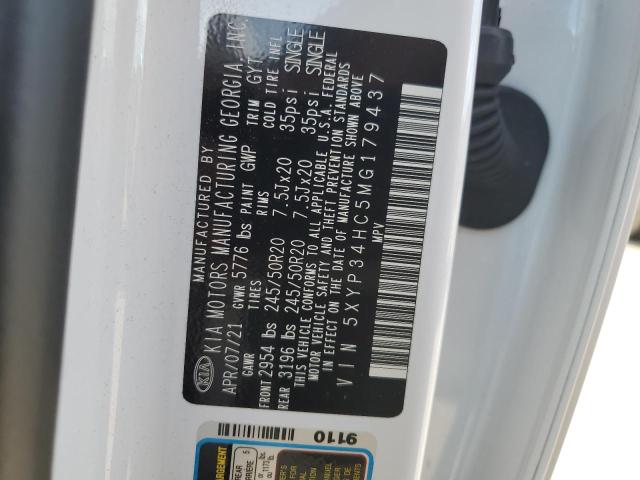 MANUFACTURED BY
KIA KIA MOTORS MANUFACTURING GEORGIA, INC.
APR/07/21 GVWR 5776 lbs PAINT GWP TRIM GYT
GAWR TIRES RIMS COLD TIRE INFL
FRONT 2954 lbs 245/50R20 7.5Jx20 35psi SINGLE
REAR 3196 lbs 245/50R20 7.5Jx20 35psi SINGLE
THIS VEHICLE CONFORMS TO ALL APPLICABLE U.S.A. FEDERAL
MOTOR VEHICLE SAFETY AND THEFT PREVENTION STANDARDS
IN EFFECT ON THE DATE OF MANUFACTURE SHOWN ABOVE
VIN 5XYP34HC5MG179437
MPV
9110